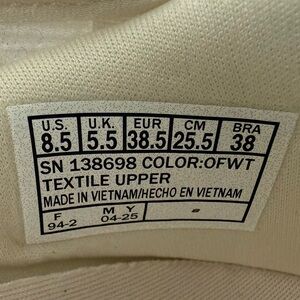 U.S. U.K. EUR CM BRA
8.5 5.5 38.5 25.5 38
SN 138698 COLOR:OFWT
TEXTILE UPPER
MADE IN VIETNAM/HECHO EN VIETNAM
F M Y
94-2 04-25